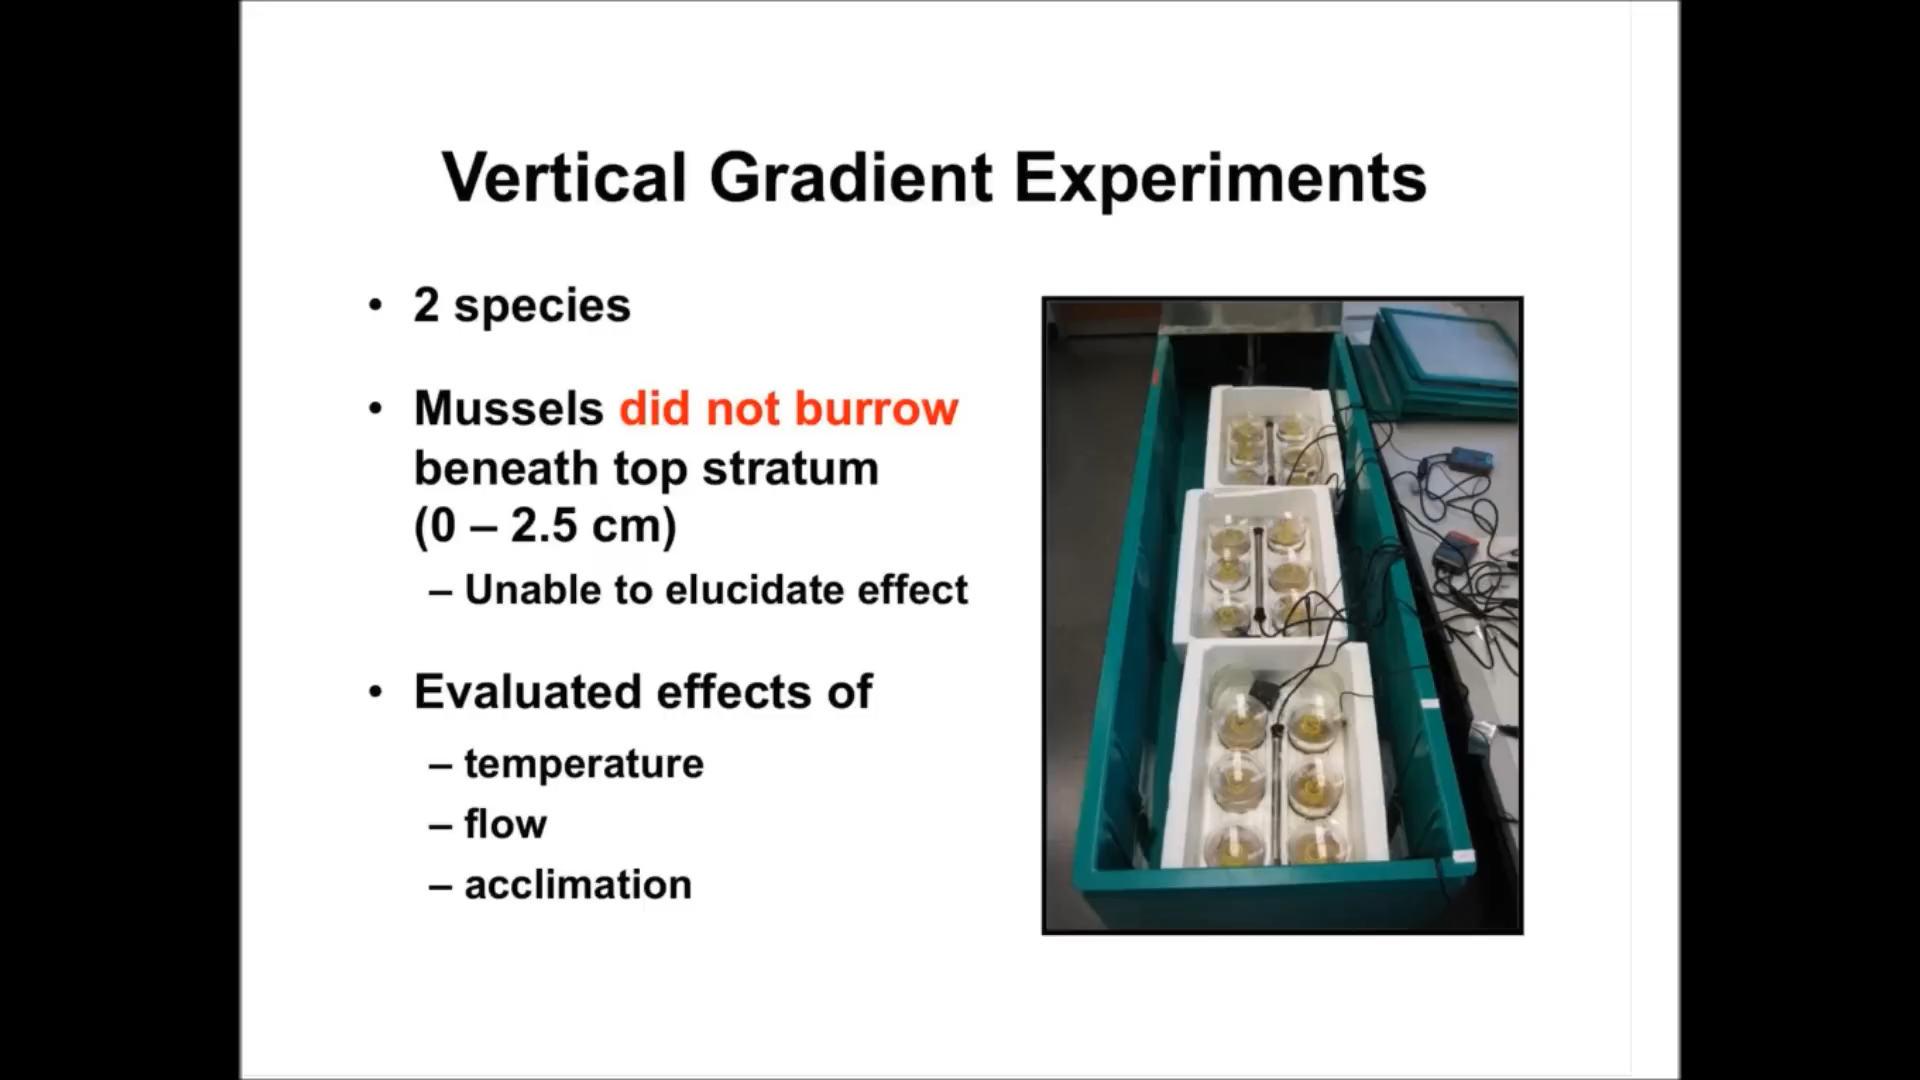 Vertical Gradient Experiments
• 2 species
• Mussels did not burrow
beneath top stratum
(0 – 2.5 cm)
– Unable to elucidate effect
• Evaluated effects of
– temperature
– flow
– acclimation